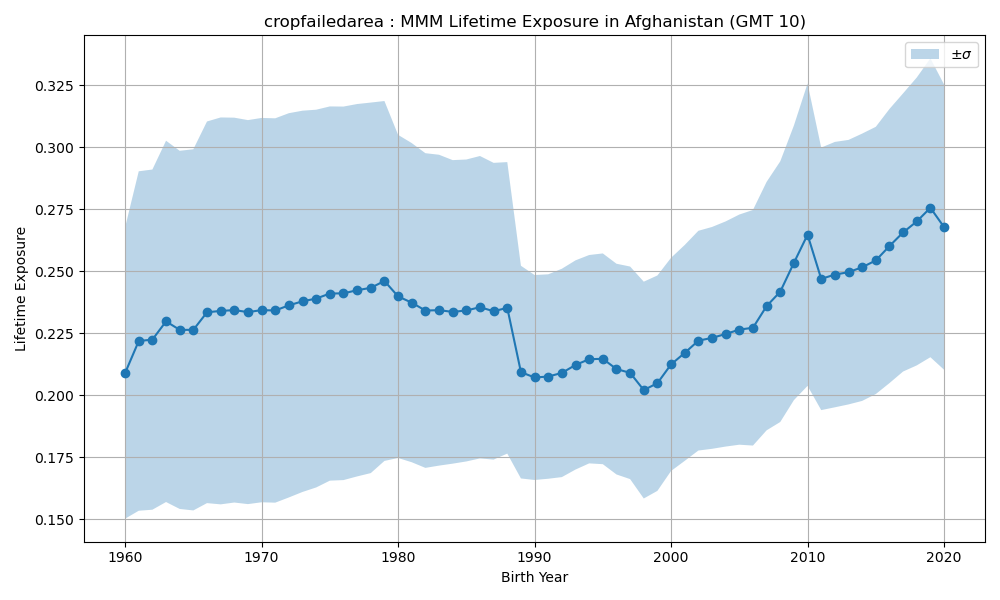 cropfailedarea : MMM Lifetime Exposure in Afghanistan (GMT 10)
±σ
Lifetime Exposure
0.325
0.300
0.275
0.250
0.225
0.200
0.175
0.150
1960 1970 1980 1990 2000 2010 2020
Birth Year